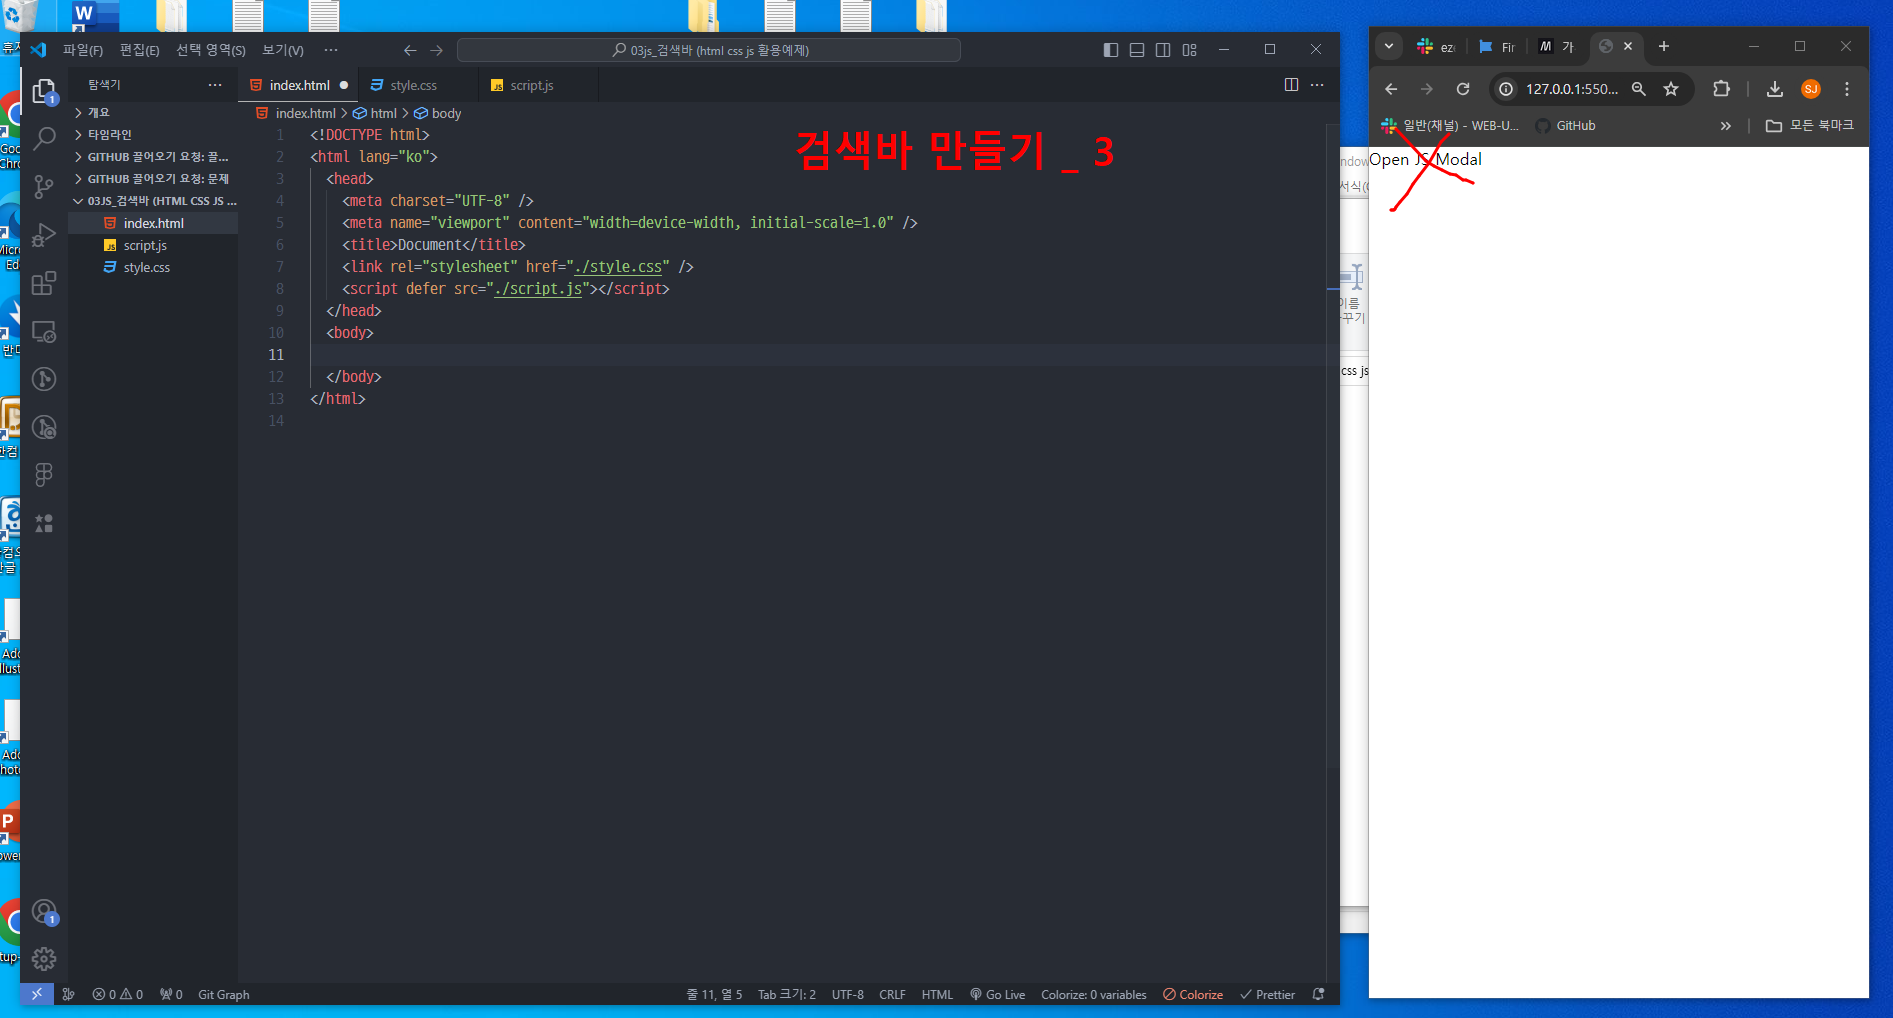 파일(F) 편집(E) 선택 영역(S) 보기(V) ···
03js_검색바 (html css js 활용예제)
탐색기
index.html
style.css
script.js
개요
타임라인
GITHUB 끌어오기 요청: 끌...
GITHUB 끌어오기 요청: 문제
03JS_검색바 (HTML CSS JS ...
index.html
script.js
style.css
index.html > html > body
검색바 만들기 _ 3
1 <!DOCTYPE html>
2 <html lang="ko">
3 <head>
4 <meta charset="UTF-8" />
5 <meta name="viewport" content="width=device-width, initial-scale=1.0" />
6 <title>Document</title>
7 <link rel="stylesheet" href="./style.css" />
8 <script defer src="./script.js"></script>
9 </head>
10 <body>
11
12 </body>
13 </html>
14
0 0 0 Git Graph
줄 11, 열 5 Tab 크기: 2 UTF-8 CRLF HTML Go Live Colorize: 0 variables Colorize Prettier
127.0.0.1:550...
SJ
일반(채널) - WEB-U... GitHub
모든 북마크
Open JS Modal
css js